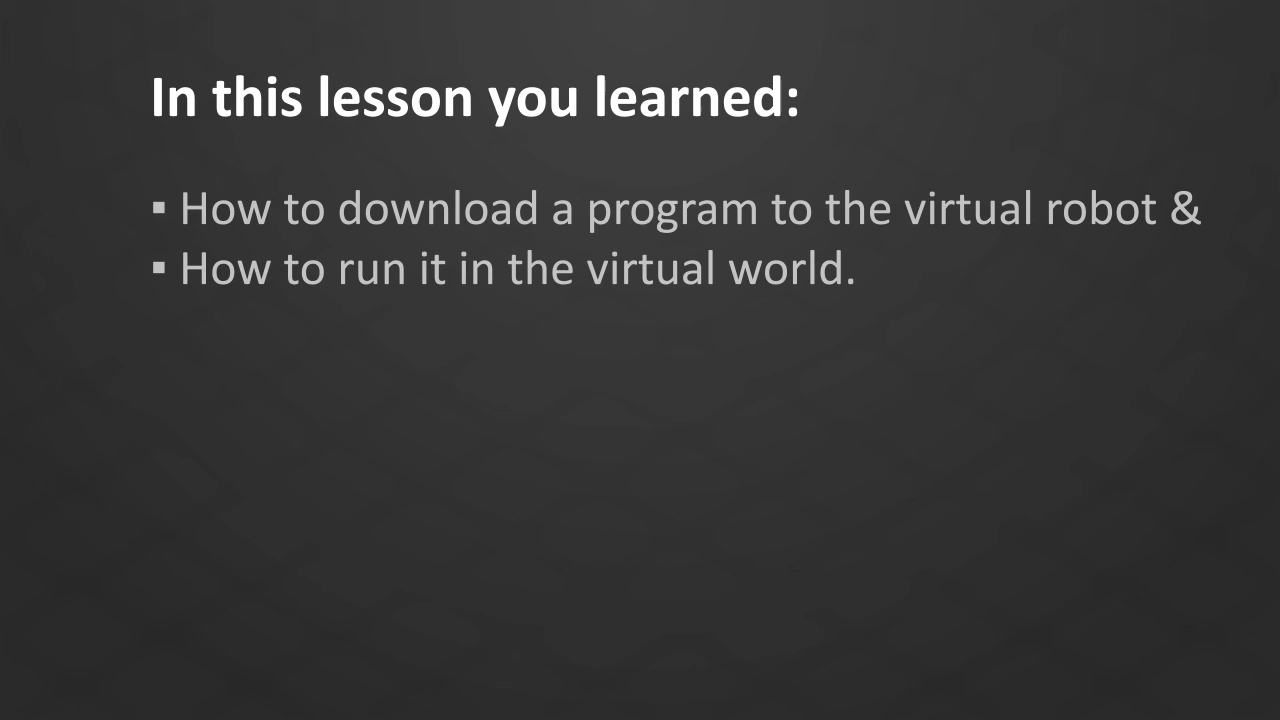 In this lesson you learned:
▪ How to download a program to the virtual robot &
▪ How to run it in the virtual world.